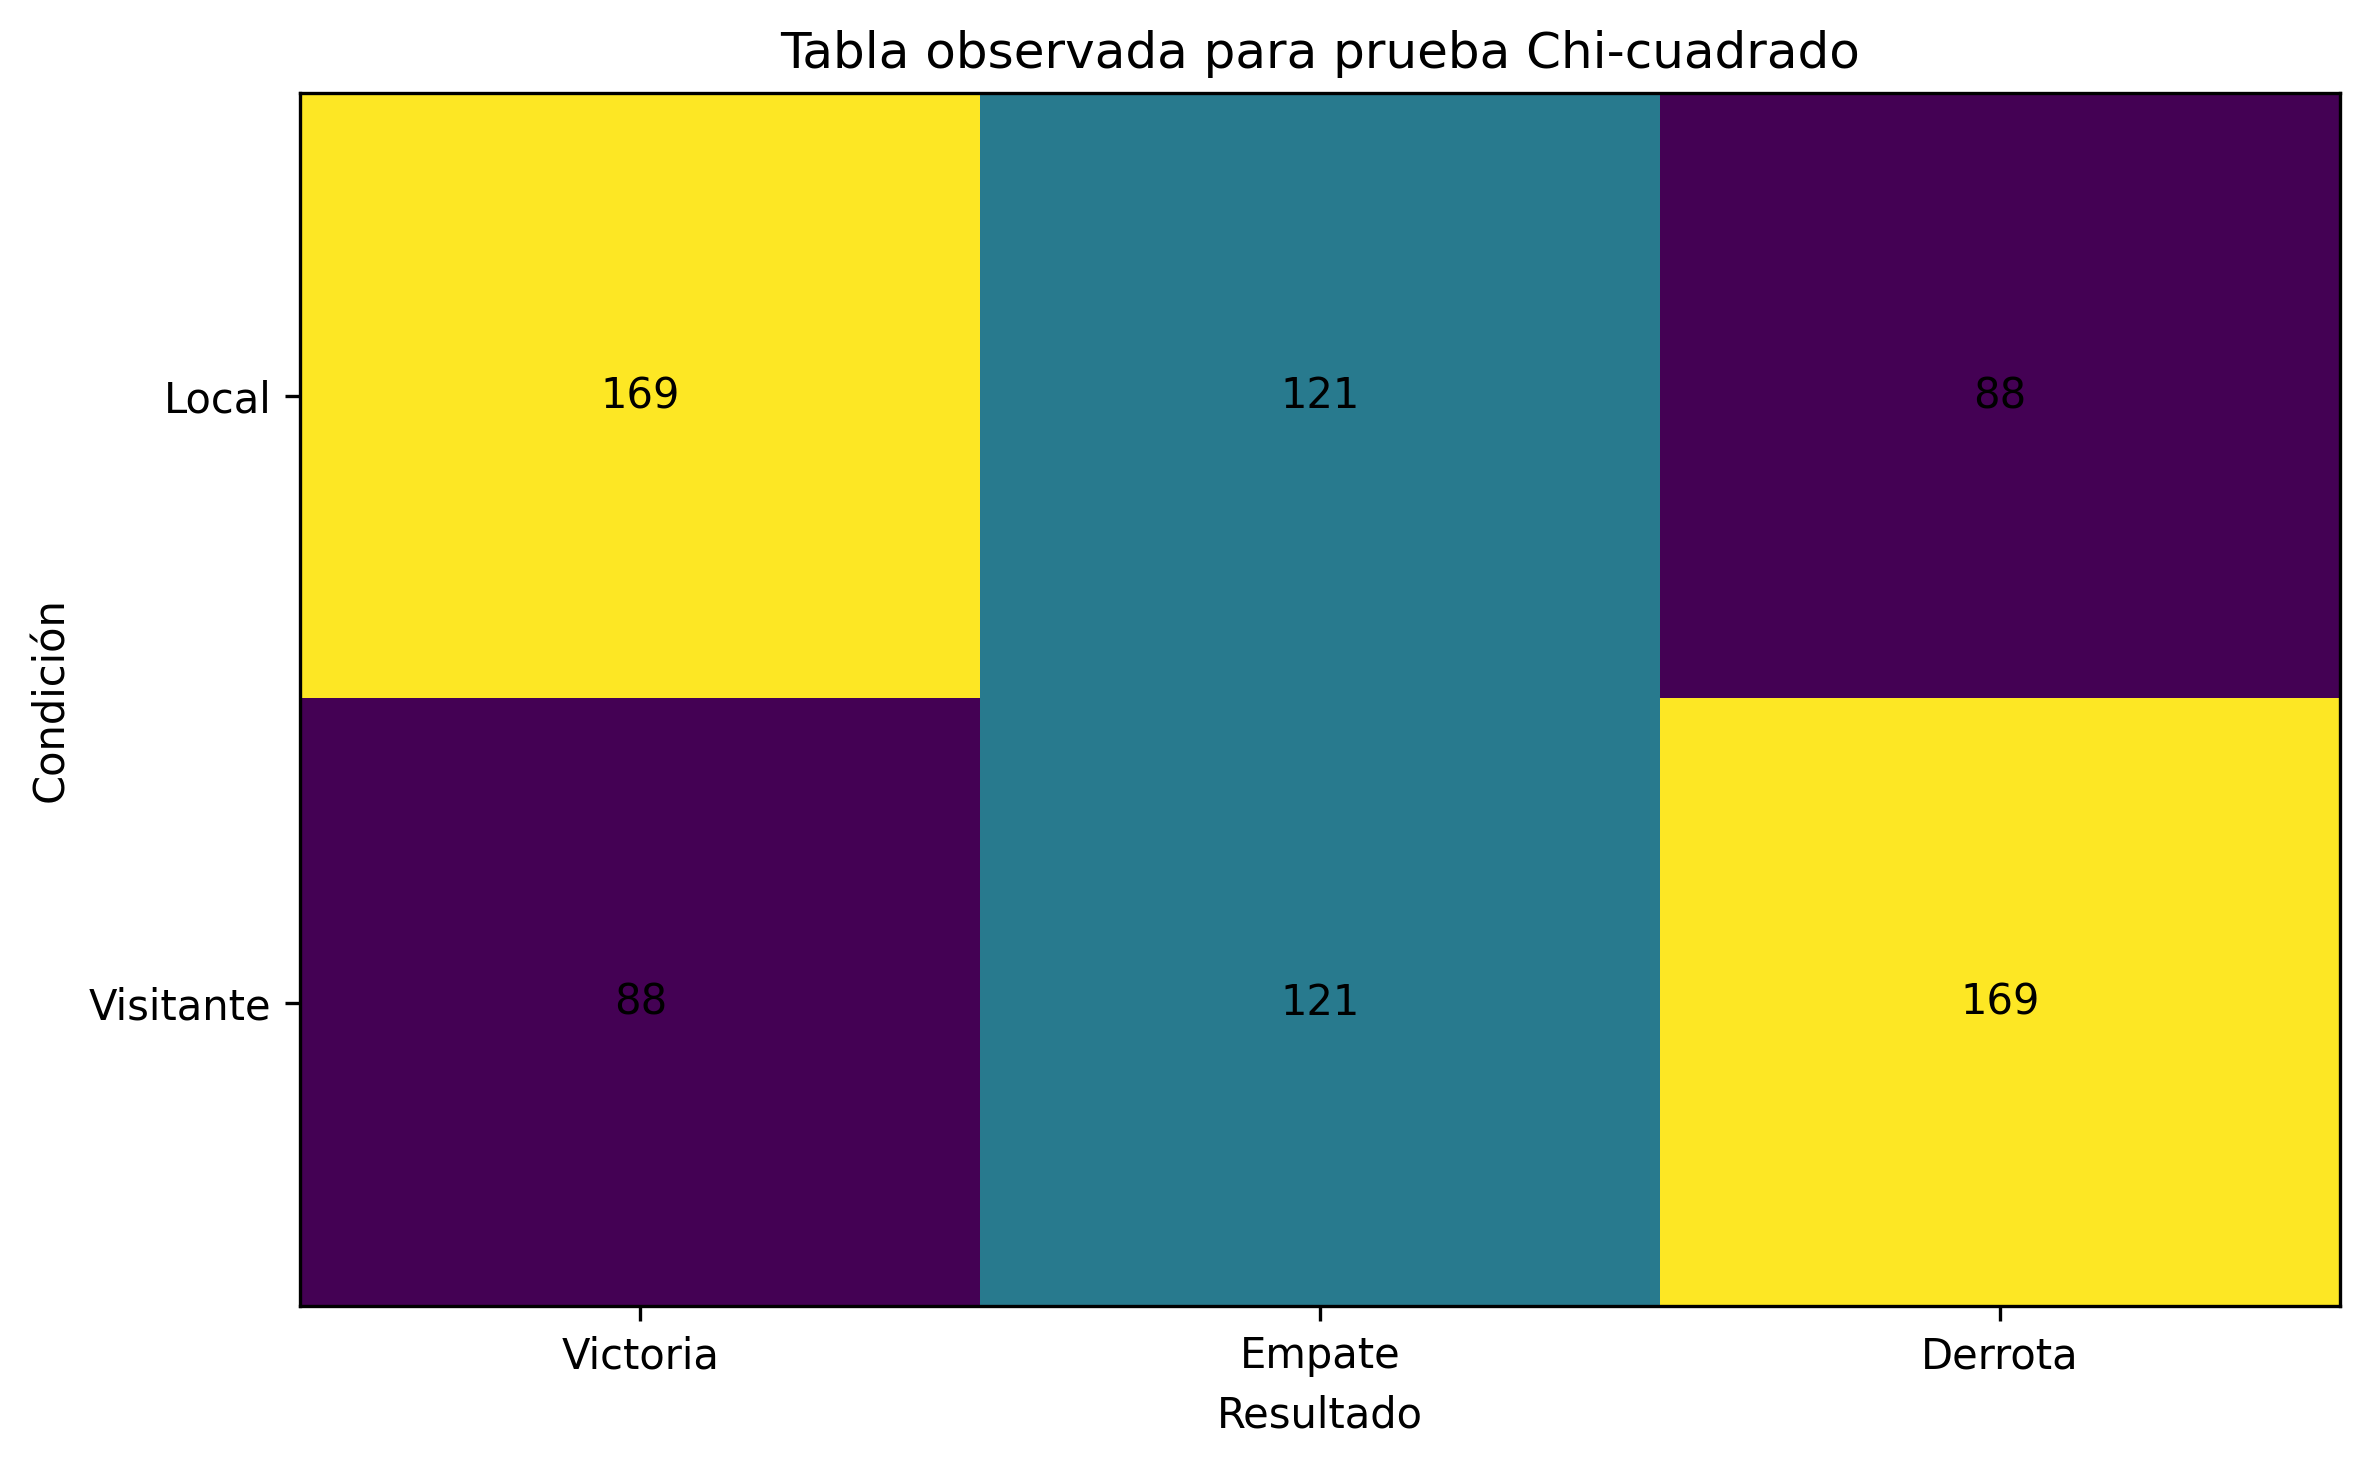 Tabla observada para prueba Chi-cuadrado
Condición
Local
169
121
88
Visitante
88
121
169
Victoria
Empate
Derrota
Resultado